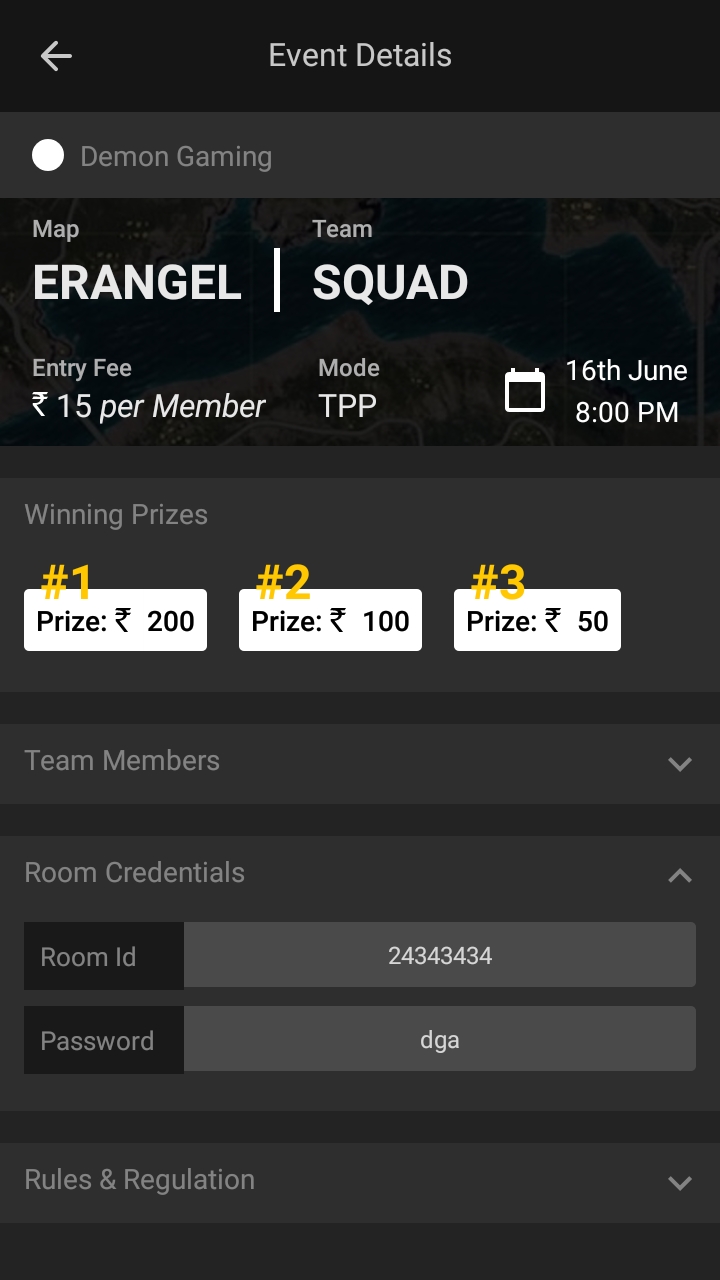 Event Details
Demon Gaming
Map Team
ERANGEL SQUAD
Entry Fee Mode
₹ 15 per Member TPP
16th June
8:00 PM
Winning Prizes
#1 #2 #3
Prize: ₹ 200 Prize: ₹ 100 Prize: ₹ 50
Team Members
Room Credentials
Room Id 24343434
Password dga
Rules & Regulation